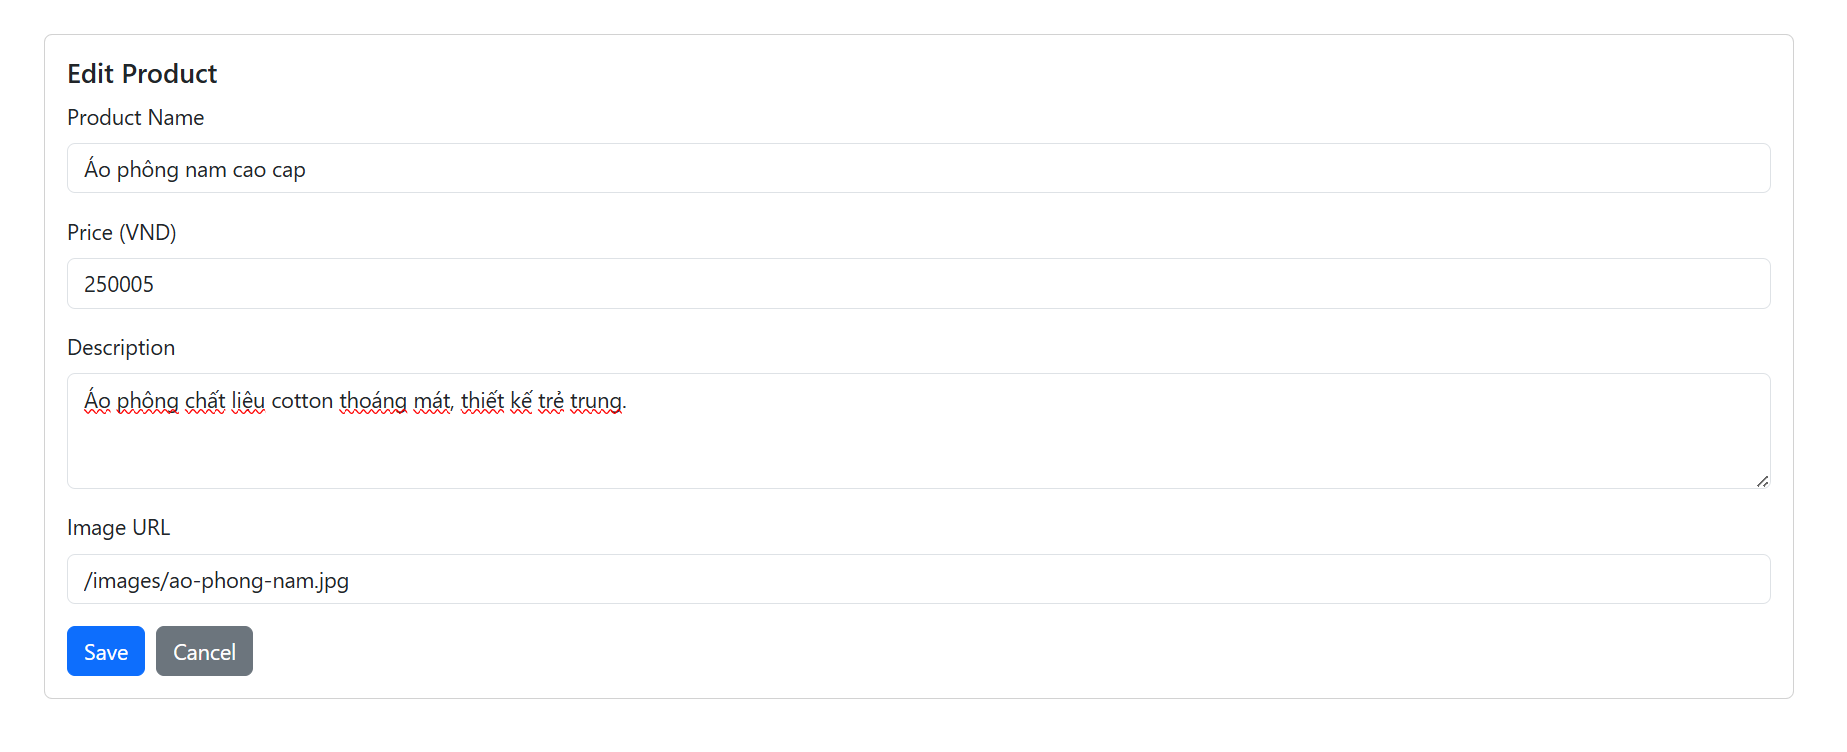 Edit Product
Product Name
Áo phông nam cao cap
Price (VND)
250005
Description
Áo phông chất liêu cotton thoáng mát, thiết kế trẻ trung.
Image URL
/images/ao-phong-nam.jpg
Save Cancel